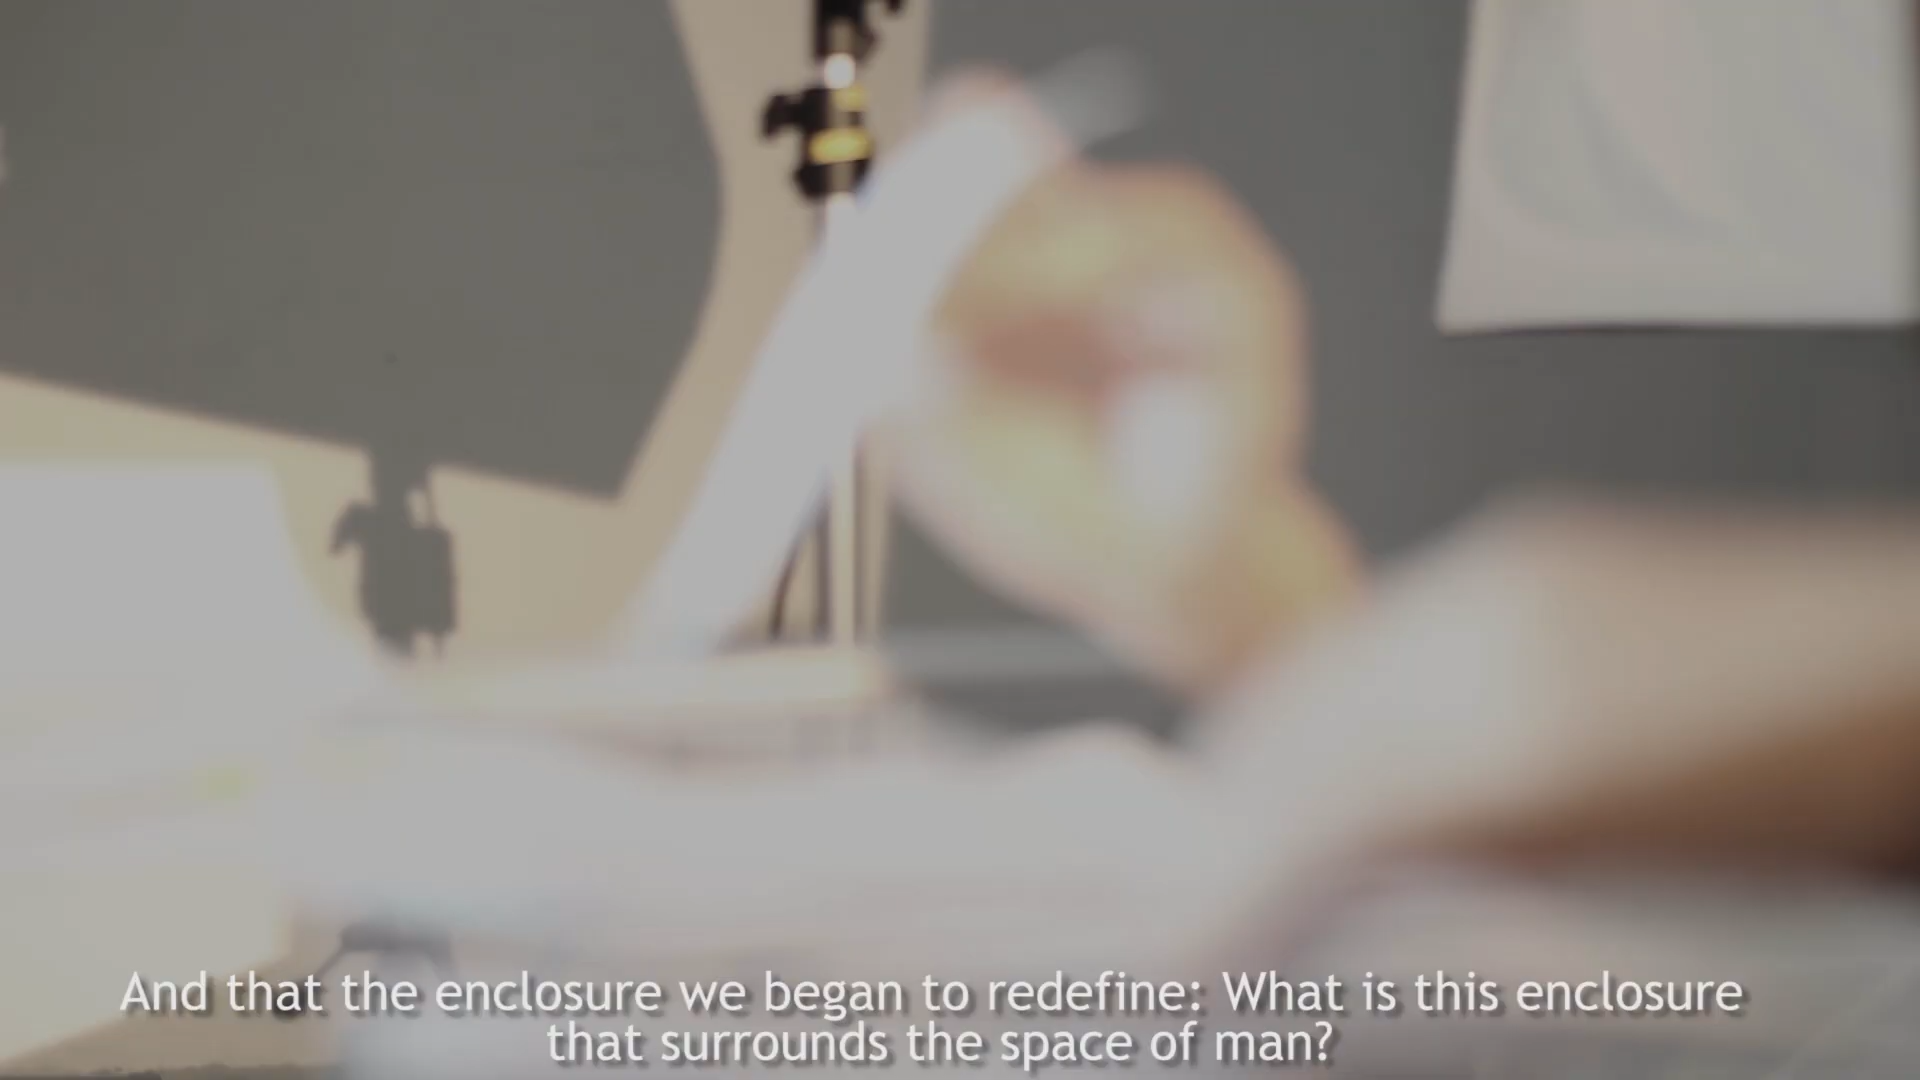 And that the enclosure we began to redefine: What is this enclosure
that surrounds the space of man?